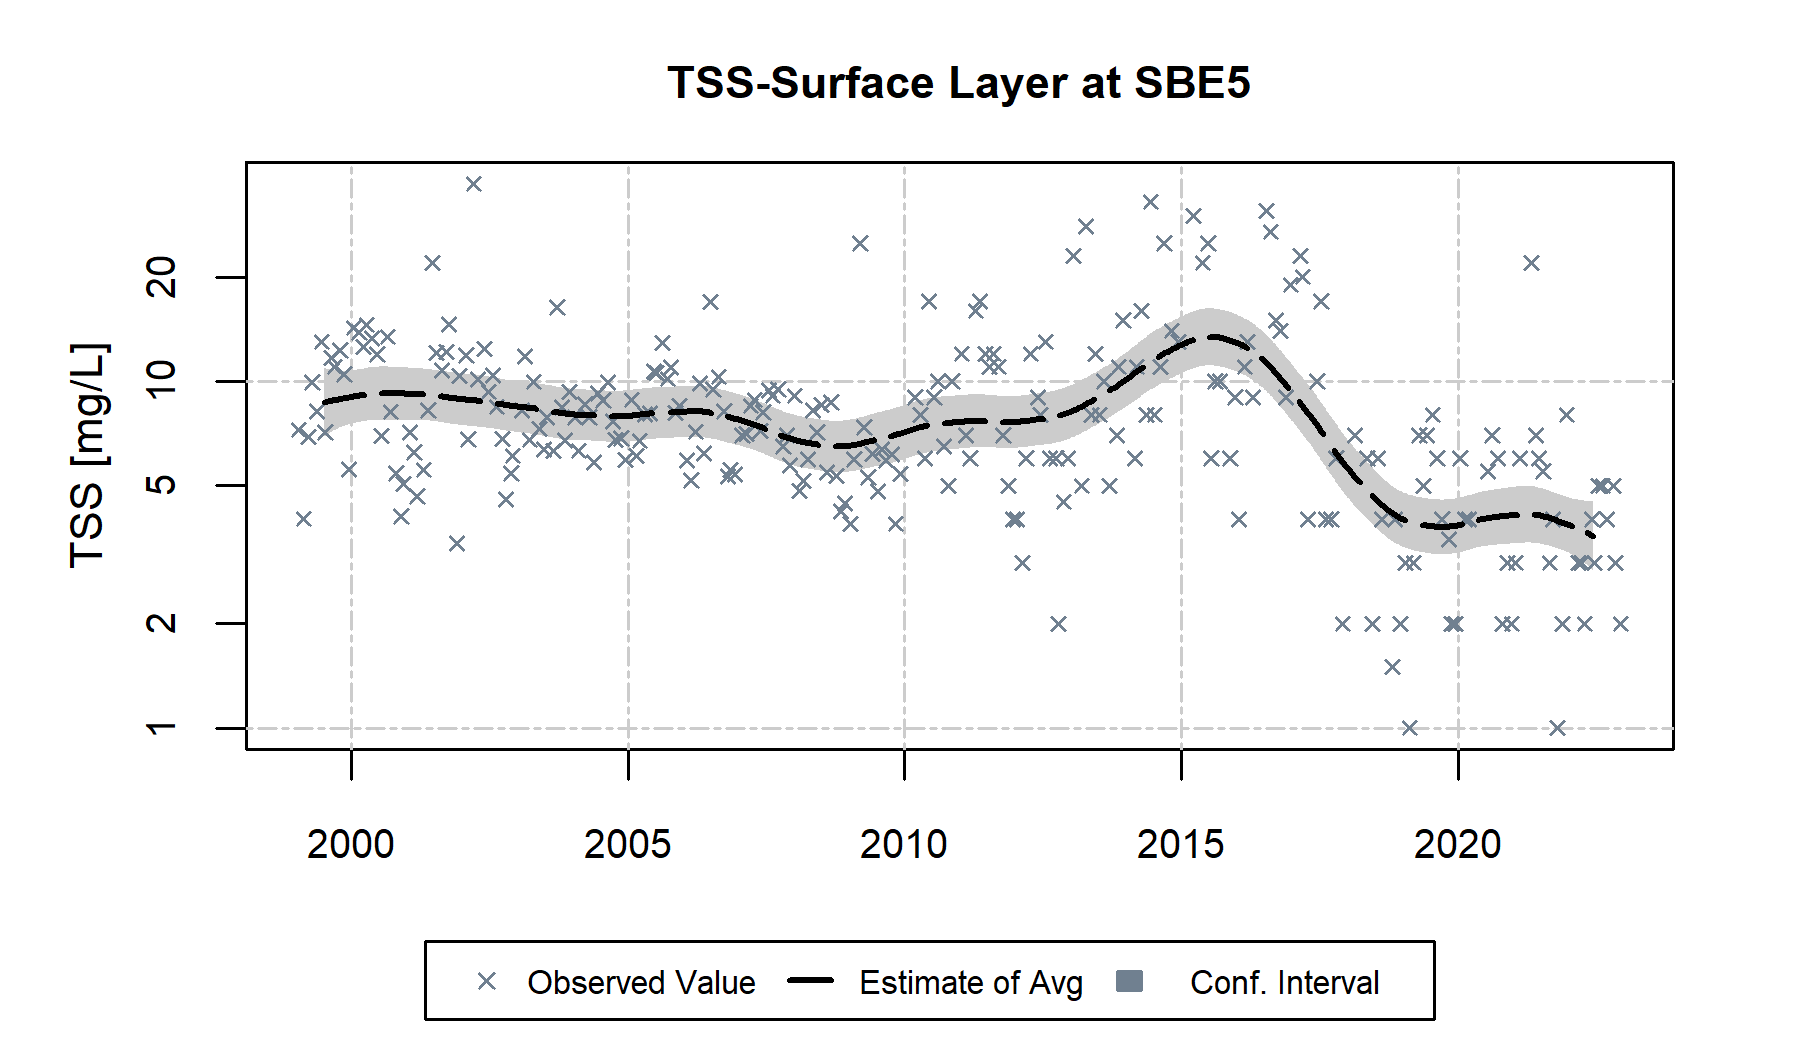 TSS-Surface Layer at SBE5
TSS [mg/L]
20
10
5
2
1
2000 2005 2010 2015 2020
Observed Value Estimate of Avg Conf. Interval